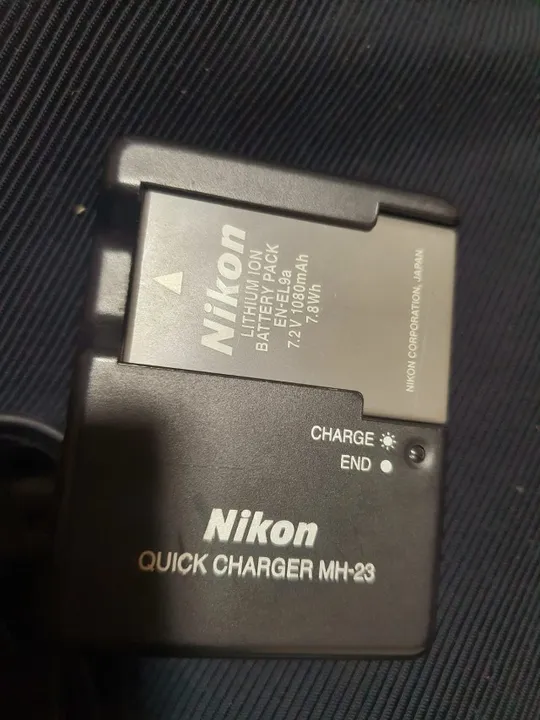 Nikon
LITHIUM ION
BATTERY PACK
EN-EL9a
7.2V 1080mAh
7.8Wh
NIKON CORPORATION, JAPAN
CHARGE
END
Nikon
QUICK CHARGER MH-23